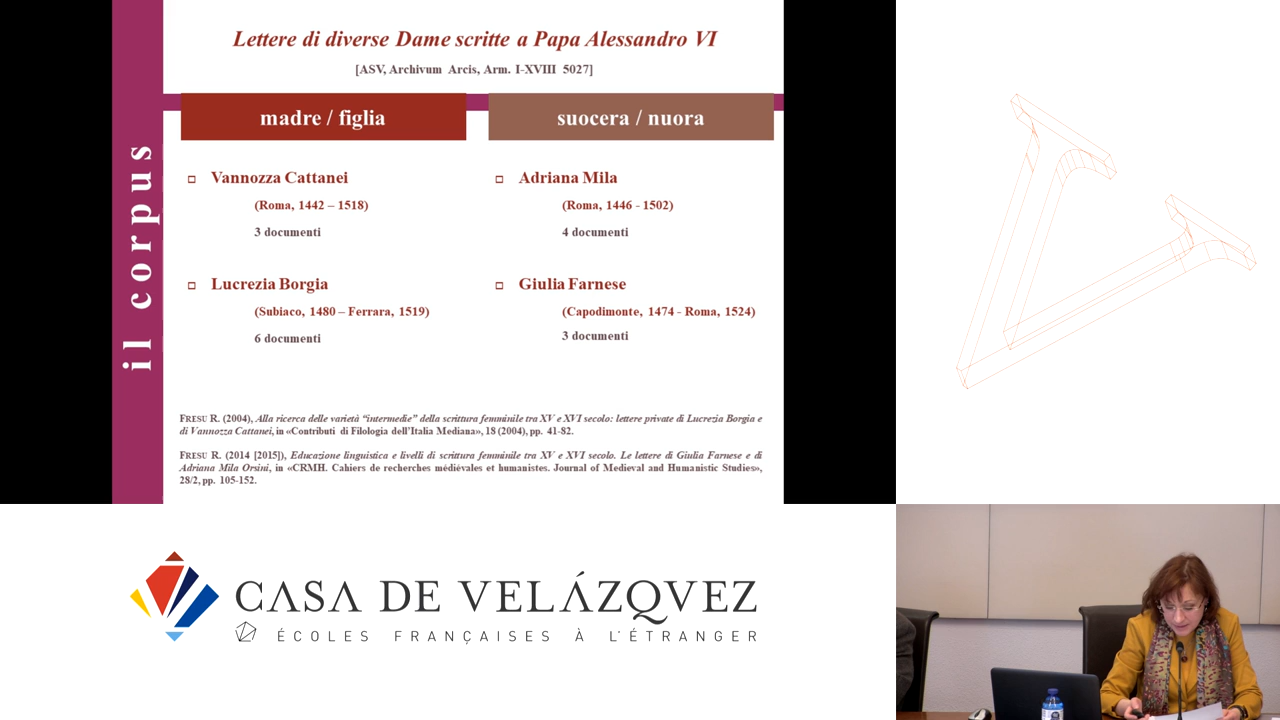 Lettere di diverse Dame scritte a Papa Alessandro VI
[ASV, Archivum Arcis, Arm. I-XVIII 5027]
il corpus
madre / figlia
Vannozza Cattanei
(Roma, 1442 – 1518)
3 documenti
Lucrezia Borgia
(Subiaco, 1480 – Ferrara, 1519)
6 documenti
suocera / nuora
Adriana Mila
(Roma, 1446 - 1502)
4 documenti
Giulia Farnese
(Capodimonte, 1474 - Roma, 1524)
3 documenti
FRESU R. (2004), Alla ricerca delle varietà “intermedie” della scrittura femminile tra XV e XVI secolo: lettere private di Lucrezia Borgia e
di Vannozza Cattanei, in «Contributi di Filologia dell’Italia Mediana», 18 (2004), pp. 41-82.
FRESU R. (2014 [2015]), Educazione linguistica e livelli di scrittura femminile tra XV e XVI secolo. Le lettere di Giulia Farnese e di
Adriana Mila Orsini, in «CRMH. Cahiers de recherches médiévales et humanistes. Journal of Medieval and Humanistic Studies»,
28/2, pp. 105-152.
CASA DE VELÁZQVEZ
ÉCOLES FRANÇAISES À L'ÉTRANGER